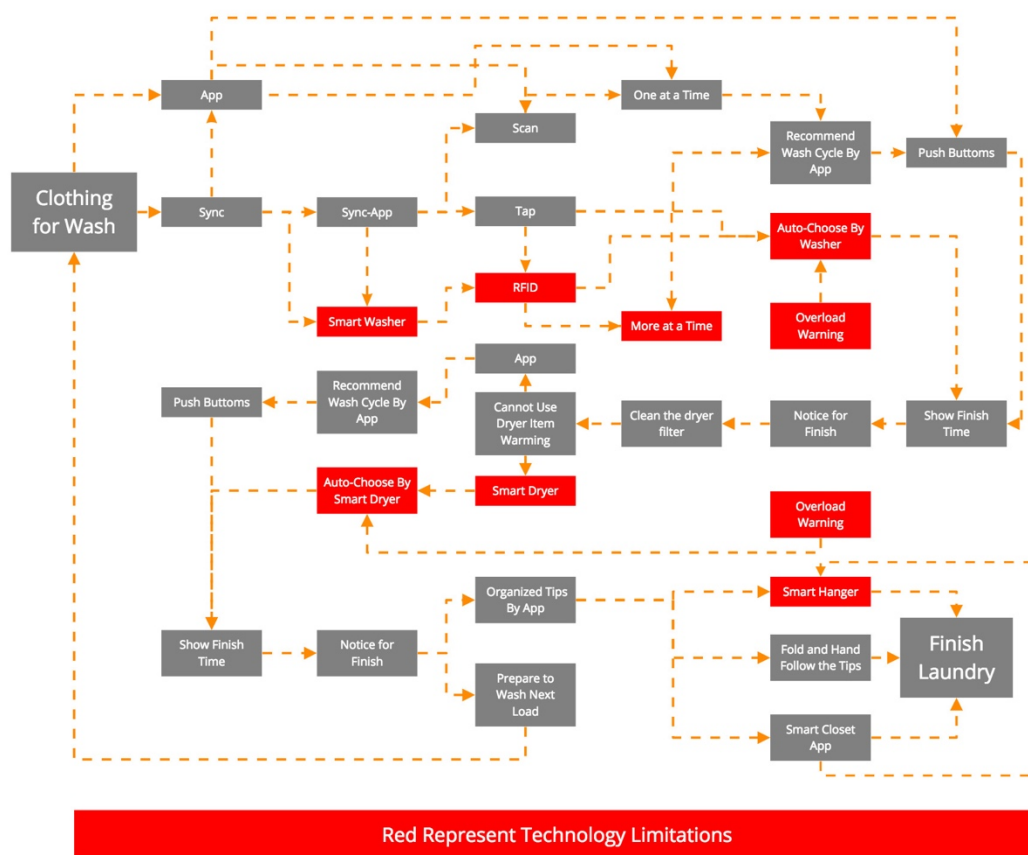 App
One at a Time
Scan
Recommend
Wash Cycle By
App
Push Buttoms
Clothing
for Wash
Sync
Sync-App
Tap
Auto-Choose By
Washer
RFID
Smart Washer
More at a Time
Overload
Warning
App
Push Buttoms
Recommend
Wash Cycle By
App
Cannot Use
Dryer Item
Warming
Clean the dryer
filter
Notice for
Finish
Show Finish
Time
Auto-Choose By
Smart Dryer
Smart Dryer
Overload
Warning
Organized Tips
By App
Smart Hanger
Show Finish
Time
Notice for
Finish
Fold and Hand
Follow the Tips
Finish
Laundry
Prepare to
Wash Next
Load
Smart Closet
App
Red Represent Technology Limitations